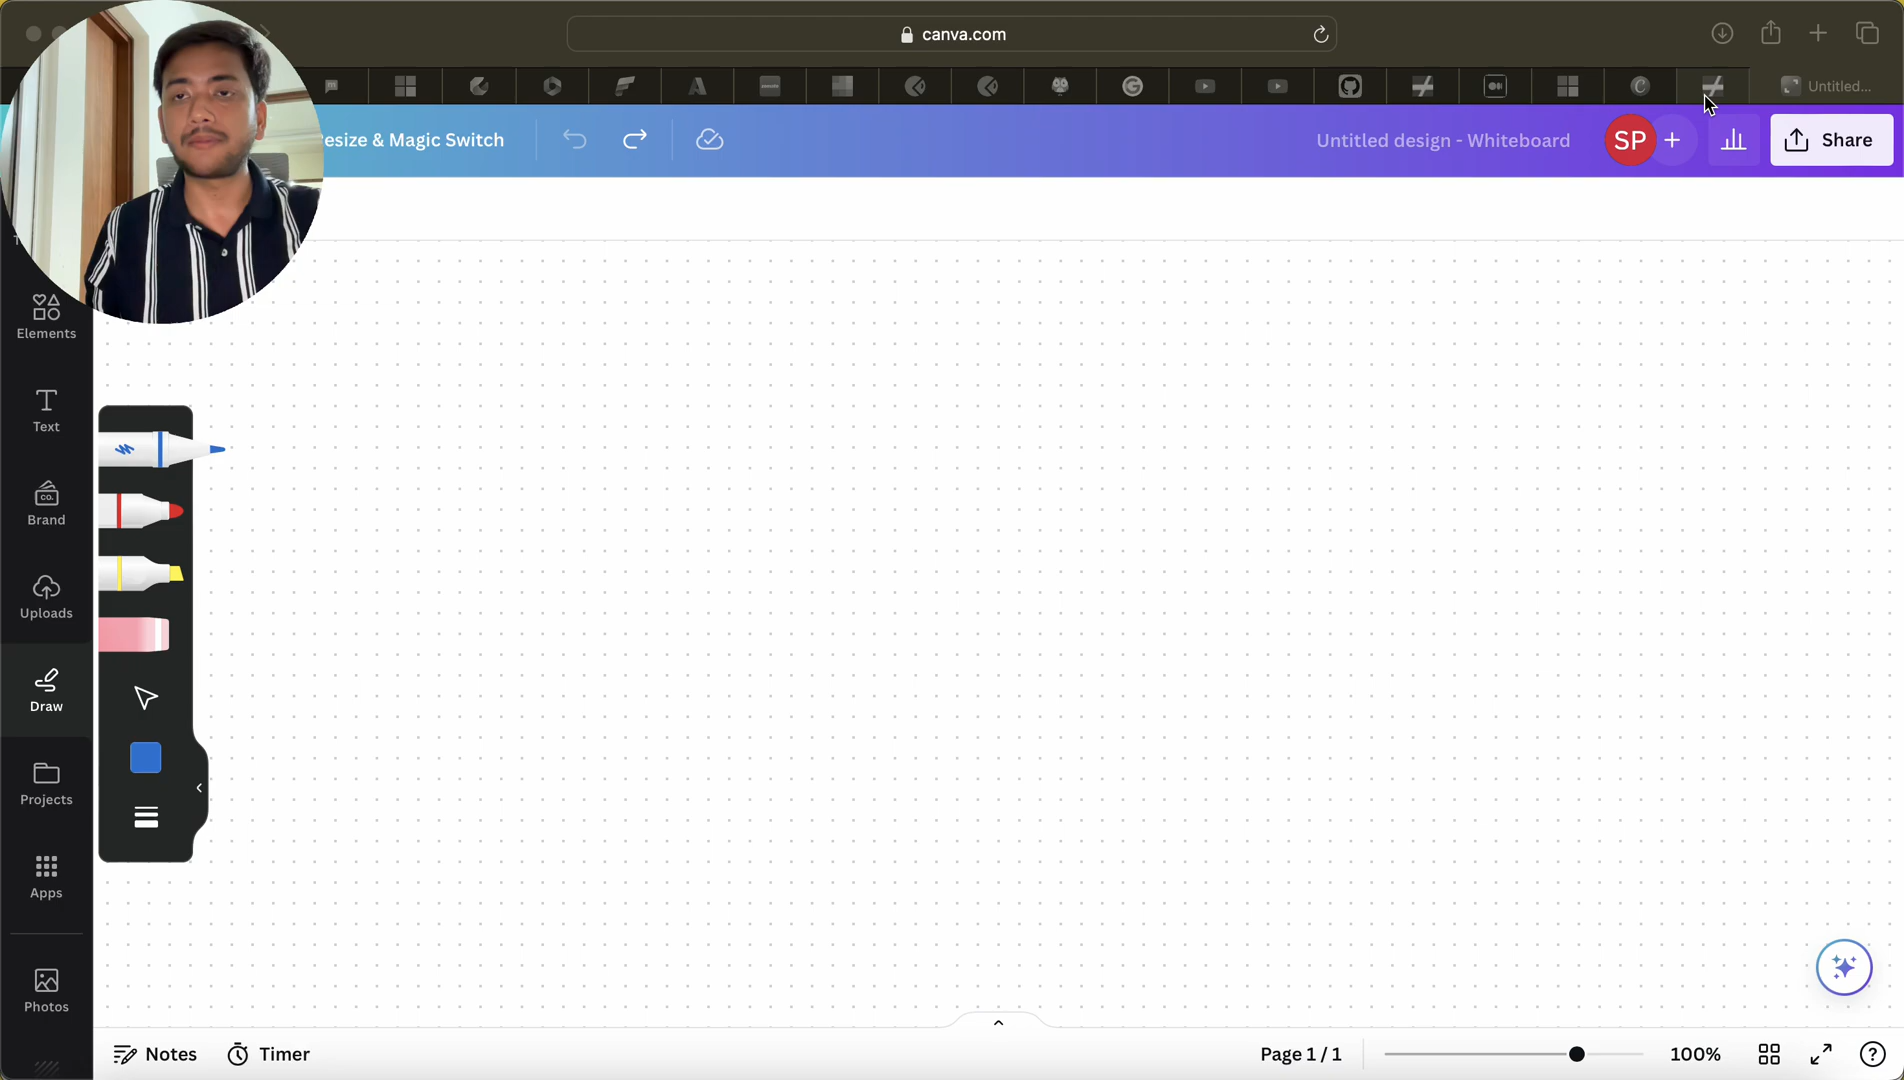 canva.com
Untitled...
esize & Magic Switch
Untitled design - Whiteboard
SP
Share
Elements
Text
CO.
Brand
Uploads
Draw
Projects
Apps
Photos
Notes
Timer
Page 1 / 1
100%